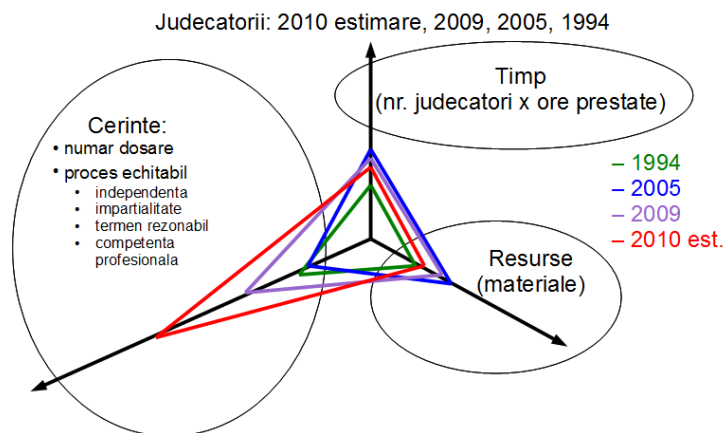 Judecatorii: 2010 estimare, 2009, 2005, 1994
Timp
(nr. judecatori x ore prestate)
Cerinte:
• numar dosare
• proces echitabil
• independenta
• impartialitate
• termen rezonabil
• competenta
profesionala
– 1994
– 2005
– 2009
– 2010 est.
Resurse
(materiale)